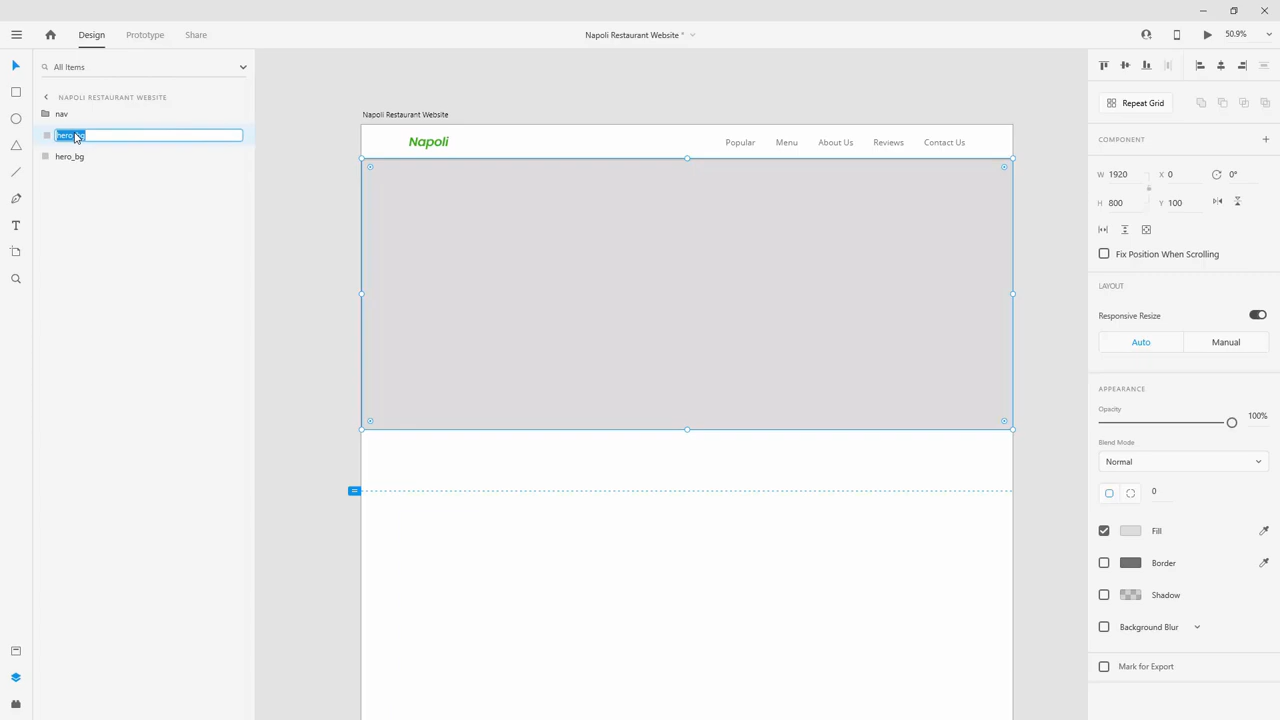 Design
Prototype
Share
Napoli Restaurant Website *
50.9%
All Items
NAPOLI RESTAURANT WEBSITE
nav
hero_bg
hero_bg
Napoli Restaurant Website
Napoli
Popular
Menu
About Us
Reviews
Contact Us
Repeat Grid
COMPONENT
W 1920
X 0
0°
H 800
Y 100
Fix Position When Scrolling
LAYOUT
Responsive Resize
Auto
Manual
APPEARANCE
Opacity
100%
Blend Mode
Normal
0
Fill
Border
Shadow
Background Blur
Mark for Export